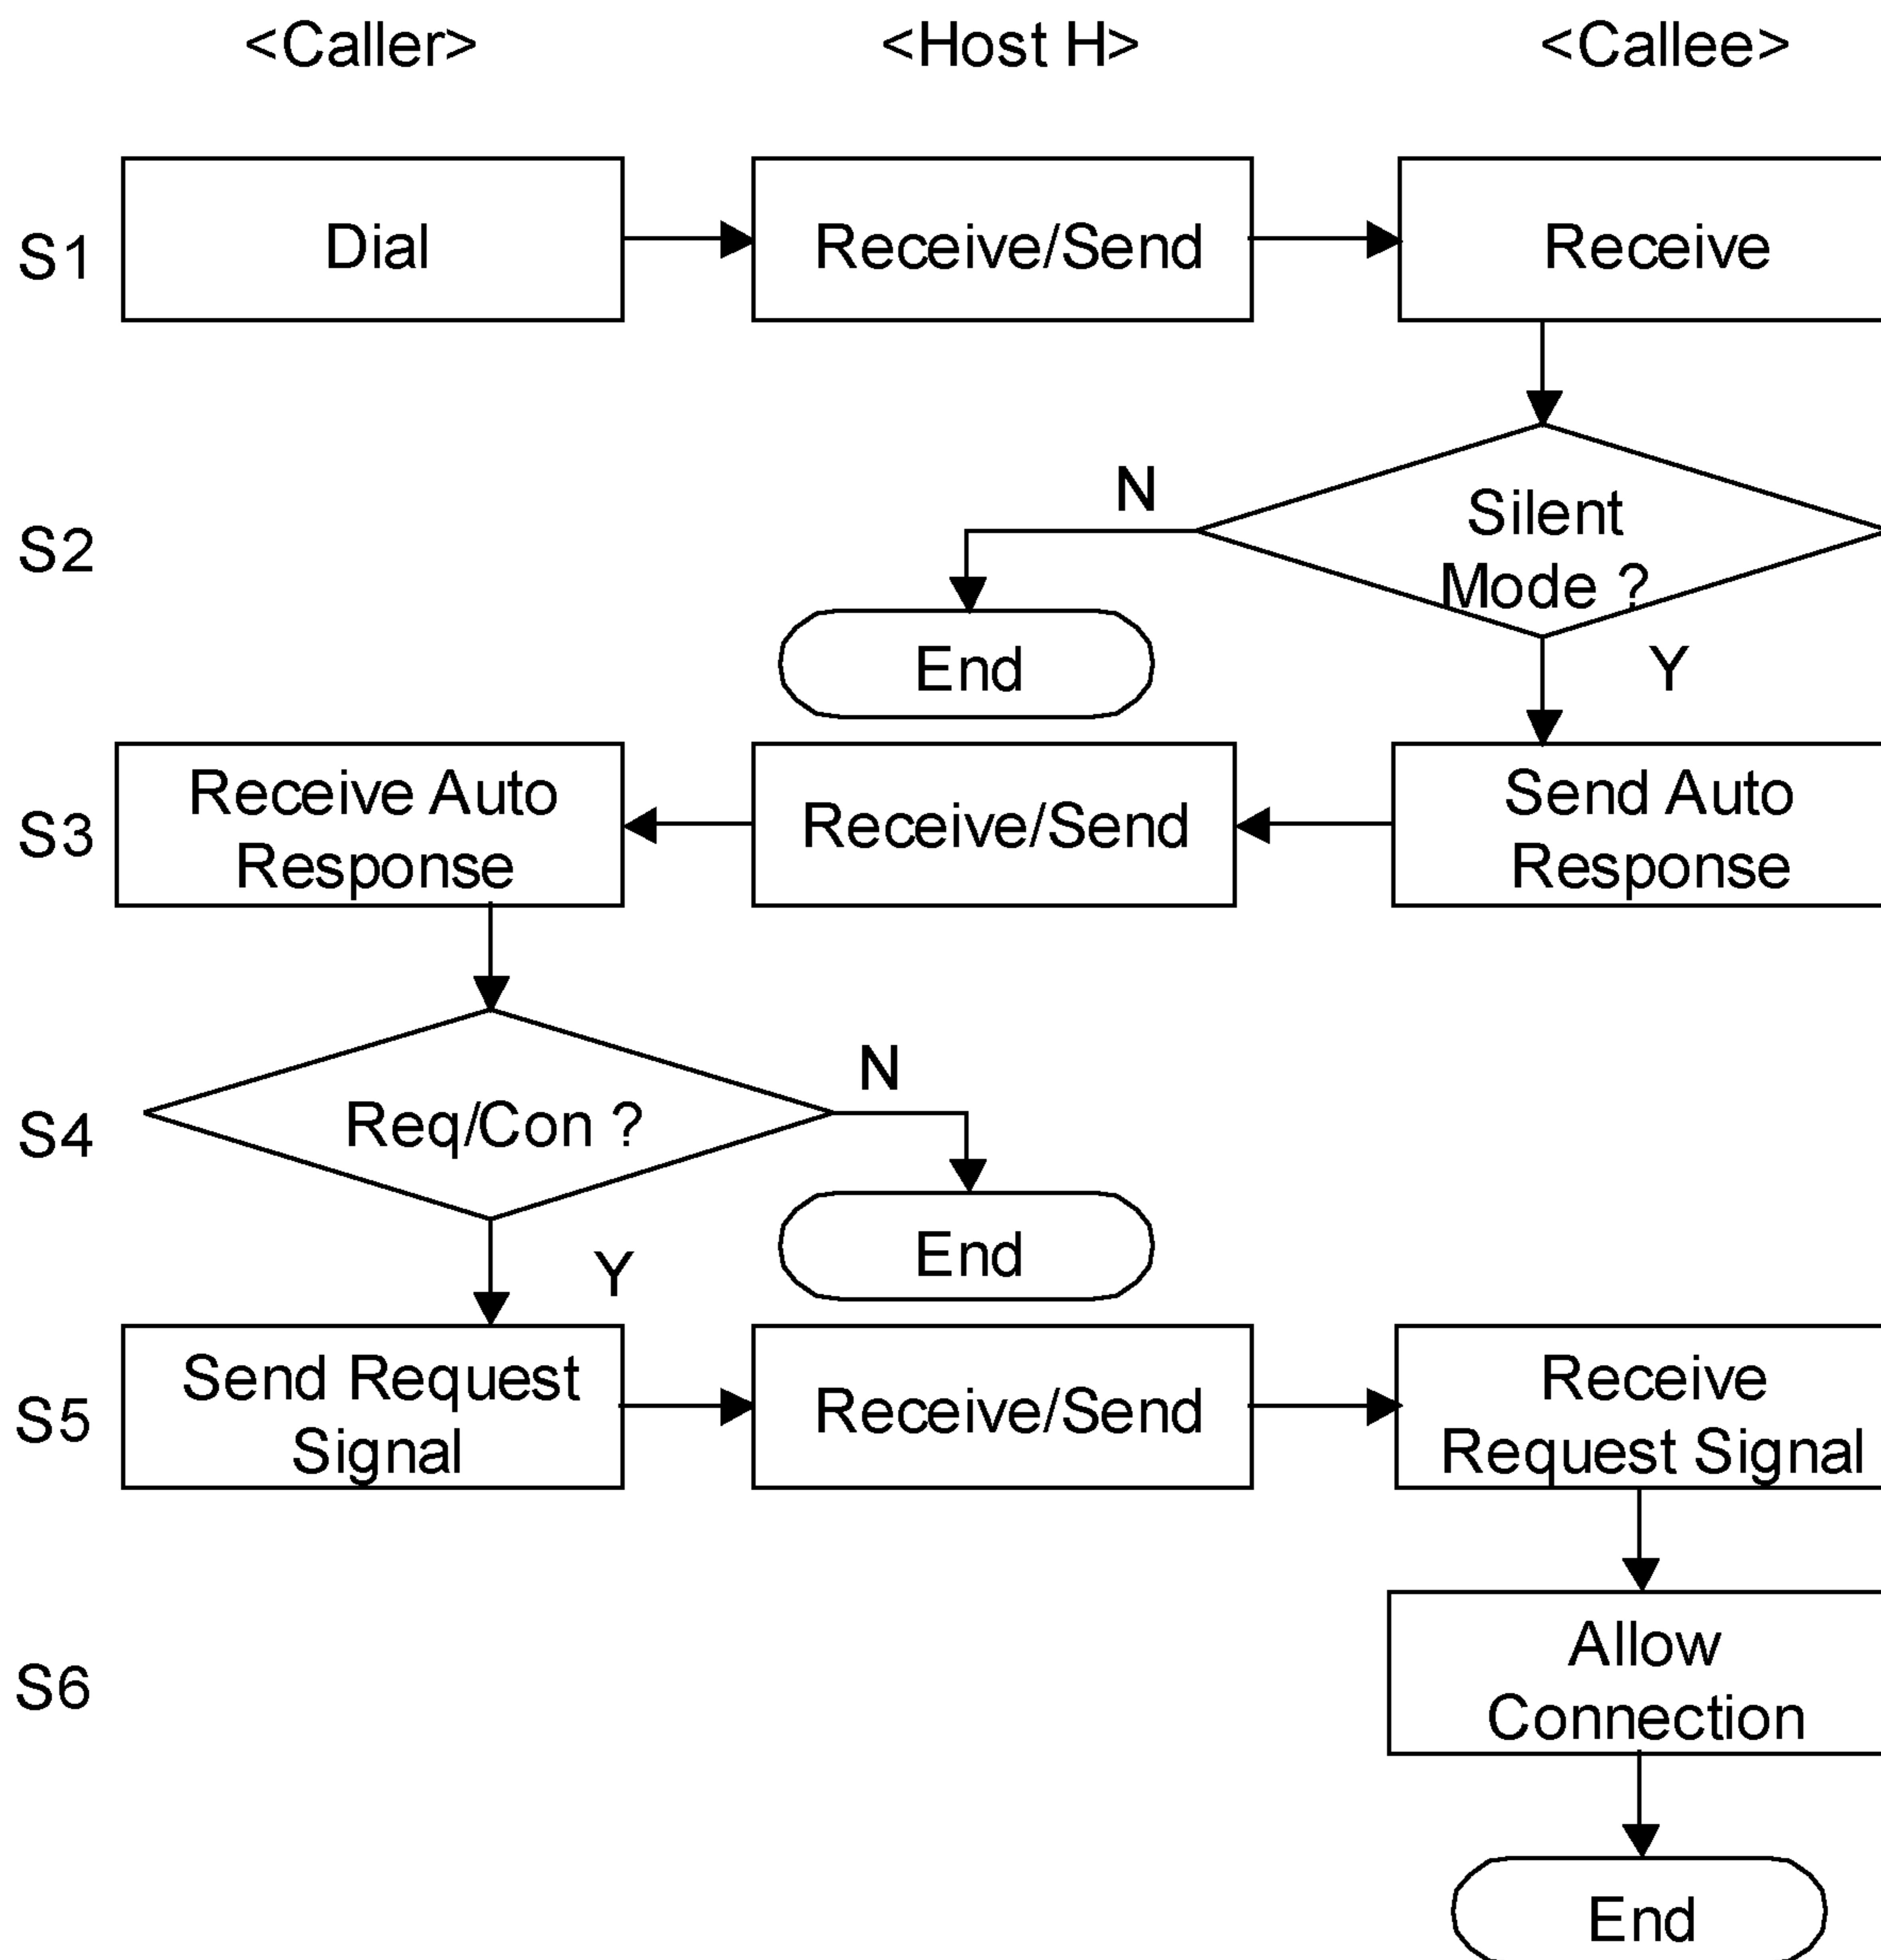 <Caller>
<Host H>
<Callee>
S1
Dial
Receive/Send
Receive
S2
N
Silent
Mode ?
End
Y
S3
Receive Auto
Response
Receive/Send
Send Auto
Response
S4
Req/Con ?
N
End
Y
S5
Send Request
Signal
Receive/Send
Receive
Request Signal
S6
Allow
Connection
End